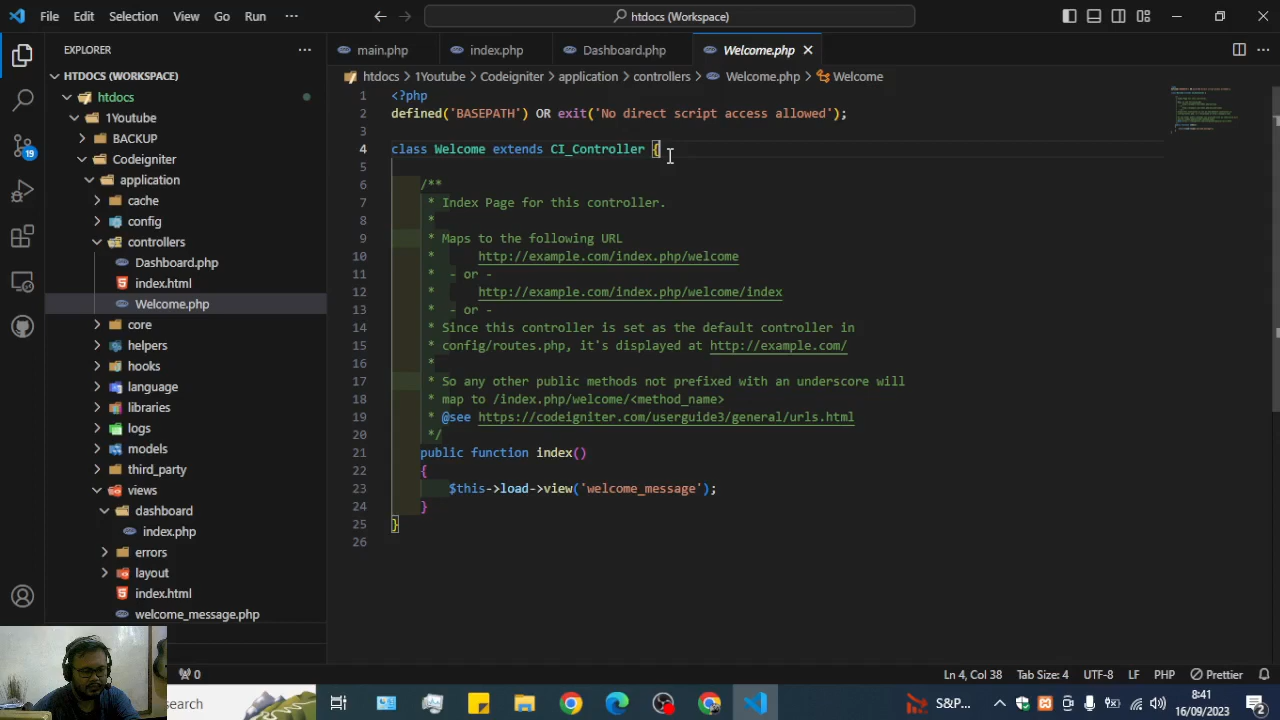 File Edit Selection View Go Run
htdocs (Workspace)
EXPLORER
HTDOCS (WORKSPACE)
htdocs
1Youtube
BACKUP
Codeigniter
application
cache
config
controllers
Dashboard.php
index.html
Welcome.php
core
helpers
hooks
language
libraries
logs
models
third_party
views
dashboard
index.php
errors
layout
index.html
welcome_message.php
19
main.php index.php Dashboard.php Welcome.php
htdocs > 1Youtube > Codeigniter > application > controllers > Welcome.php > Welcome
1 <?php
2 defined('BASEPATH') OR exit('No direct script access allowed');
3
4 class Welcome extends CI_Controller {
5
6 /**
7 * Index Page for this controller.
8 *
9 * Maps to the following URL
10 * http://example.com/index.php/welcome
11 * - or -
12 * http://example.com/index.php/welcome/index
13 * - or -
14 * Since this controller is set as the default controller in
15 * config/routes.php, it's displayed at http://example.com/
16 *
17 * So any other public methods not prefixed with an underscore will
18 * map to /index.php/welcome/<method_name>
19 * @see https://codeigniter.com/userguide3/general/urls.html
20 */
21 public function index()
22 {
23 $this->load->view('welcome_message');
24 }
25 }
26
0 Ln 4, Col 38 Tab Size: 4 UTF-8 LF PHP Prettier
search S&P... 8:41
16/09/2023 2